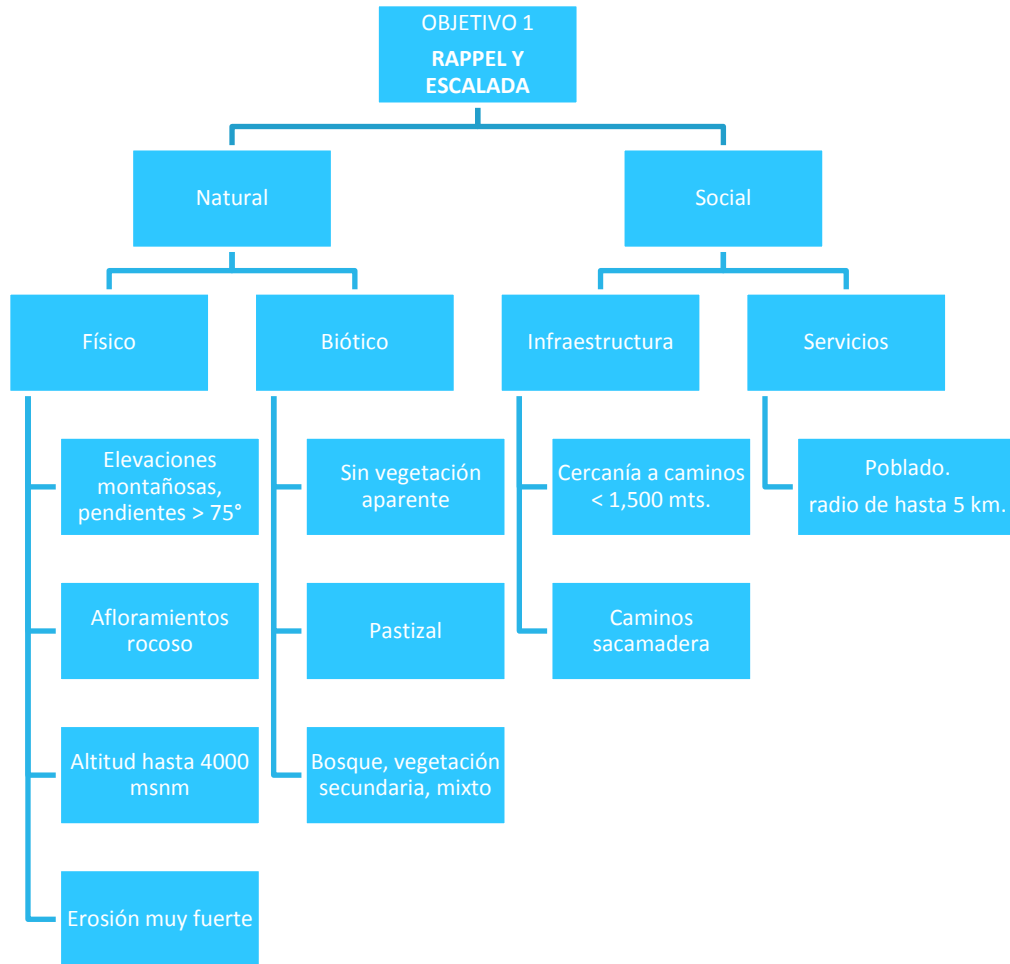 OBJETIVO 1
RAPPEL Y
ESCALADA
Natural
Social
Físico
Biótico
Infraestructura
Servicios
Elevaciones
montañosas,
pendientes > 75°
Sin vegetación
aparente
Cercanía a caminos
< 1,500 mts.
Poblado.
radio de hasta 5 km.
Afloramientos
rocoso
Pastizal
Caminos
sacamadera
Altitud hasta 4000
msnm
Bosque, vegetación
secundaria, mixto
Erosión muy fuerte